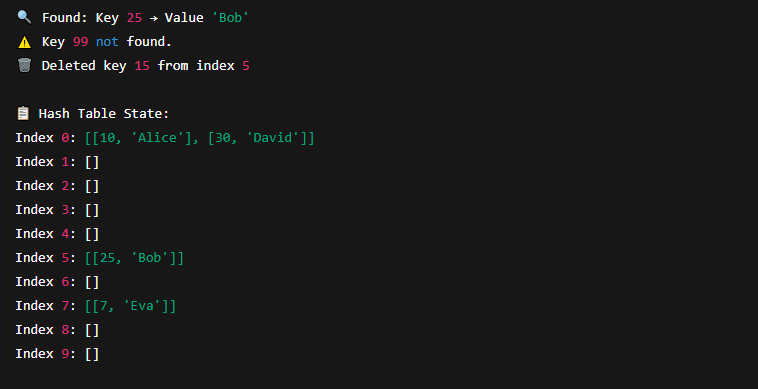 🔍 Found: Key 25 → Value 'Bob'
⚠️ Key 99 not found.
🗑️ Deleted key 15 from index 5
📋 Hash Table State:
Index 0: [[10, 'Alice'], [30, 'David']]
Index 1: []
Index 2: []
Index 3: []
Index 4: []
Index 5: [[25, 'Bob']]
Index 6: []
Index 7: [[7, 'Eva']]
Index 8: []
Index 9: []